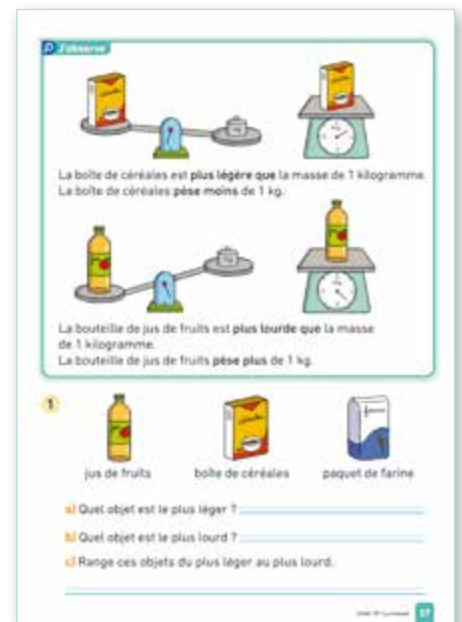 J'observe
La boîte de céréales est plus légère que la masse de 1 kilogramme.
La boîte de céréales pèse moins de 1 kg.
La bouteille de jus de fruits est plus lourde que la masse
de 1 kilogramme.
La bouteille de jus de fruits pèse plus de 1 kg.
1
jus de fruits
boîte de céréales
paquet de farine
a) Quel objet est le plus léger ?
b) Quel objet est le plus lourd ?
c) Range ces objets du plus léger au plus lourd.
57